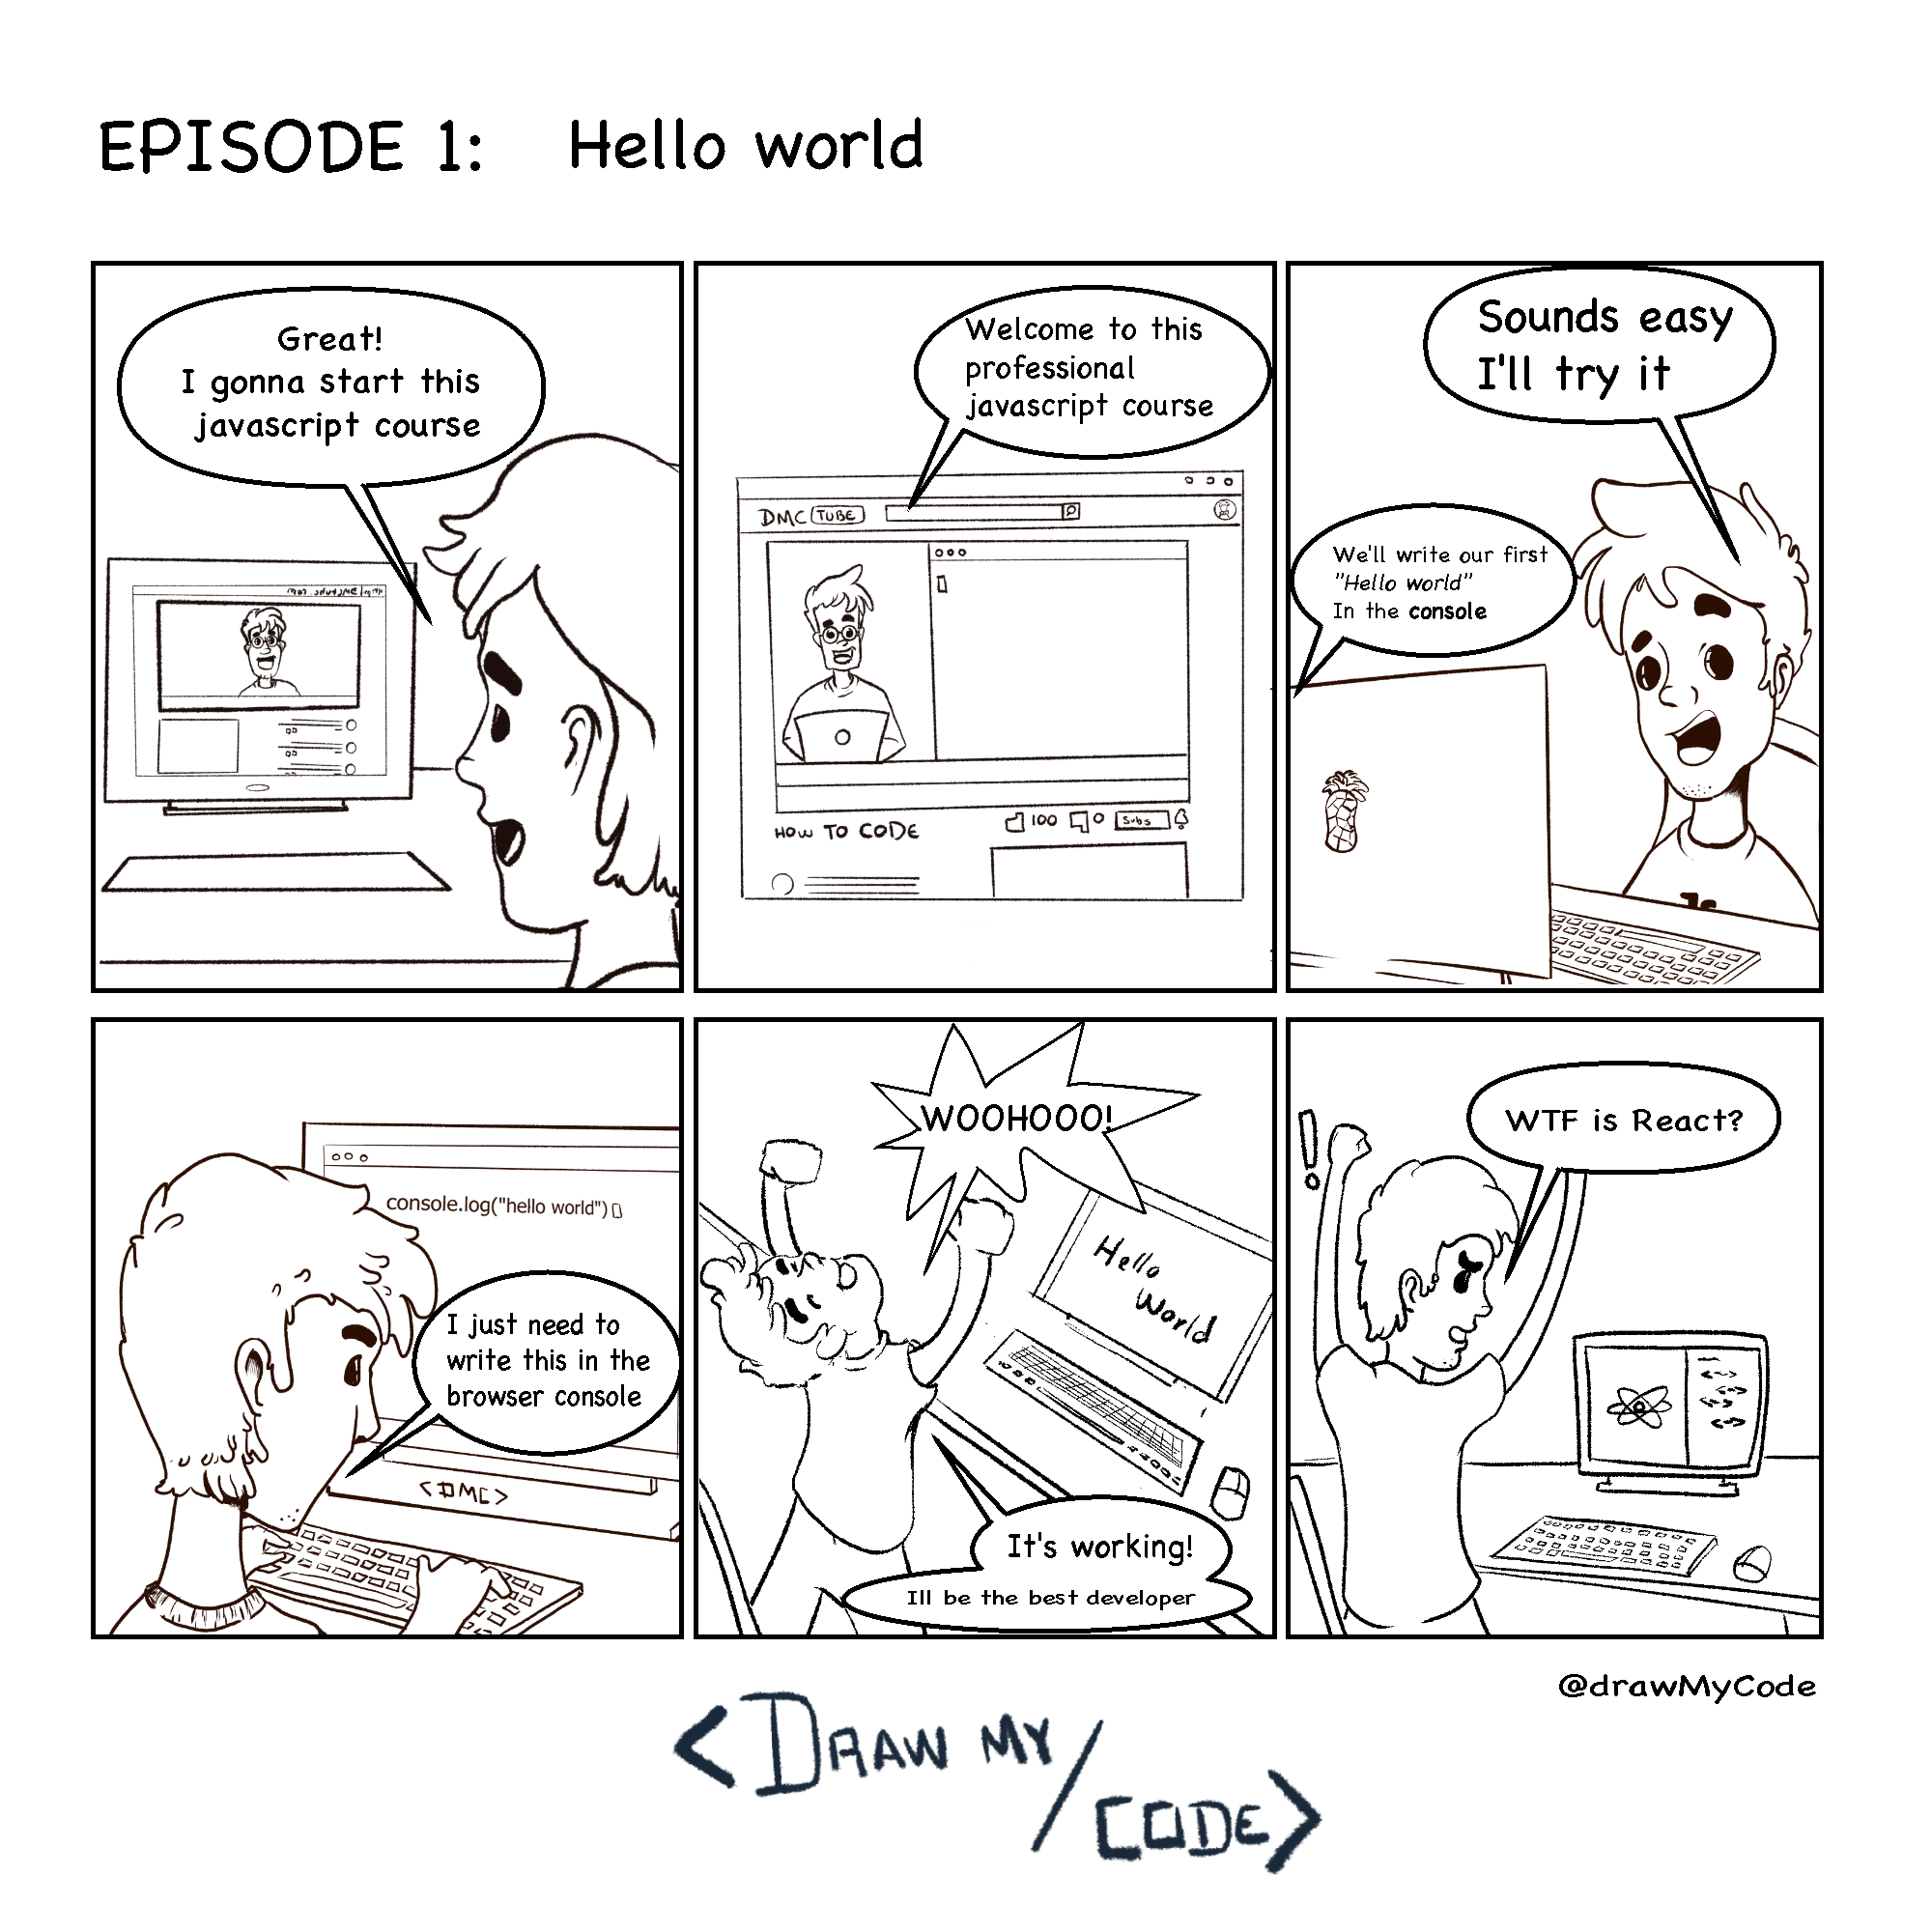 EPISODE 1: Hello world
Great!
I gonna start this
javascript course
Welcome to this
professional
javascript course
DMC TUBE
HOW TO CODE
100
0
Subs
Sounds easy
I'll try it
We'll write our first
"Hello world"
In the console
Js
console.log("hello world")
I just need to
write this in the
browser console
<DMC>
WOOHOOO!
Hello
World
It's working!
Ill be the best developer
!
WTF is React?
@drawMyCode
<DRAW MY/
CODE>